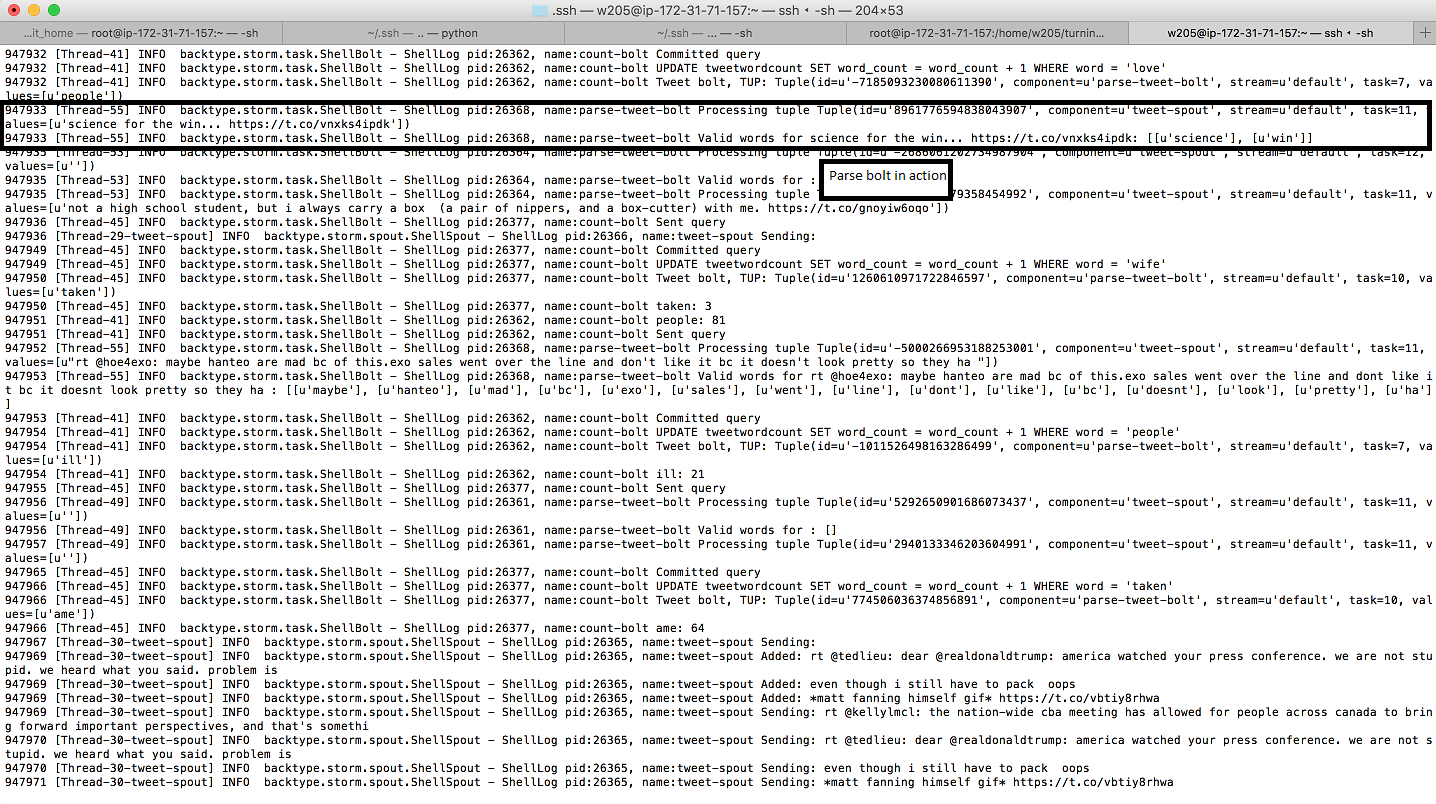 .ssh — w205@ip-172-31-71-157:~ — ssh ◂ -sh — 204×53
...it_home — root@ip-172-31-71-157:~ — -sh
~/.ssh — .. — python
~/.ssh — ... — -sh
root@ip-172-31-71-157:/home/w205/turnin...
w205@ip-172-31-71-157:~ — ssh ◂ -sh
947932 [Thread-41] INFO  backtype.storm.task.ShellBolt - ShellLog pid:26362, name:count-bolt Committed query
947932 [Thread-41] INFO  backtype.storm.task.ShellBolt - ShellLog pid:26362, name:count-bolt UPDATE tweetwordcount SET word_count = word_count + 1 WHERE word = 'love'
947932 [Thread-41] INFO  backtype.storm.task.ShellBolt - ShellLog pid:26362, name:count-bolt Tweet bolt, TUP: Tuple(id=u'-7185093230080611390', component=u'parse-tweet-bolt', stream=u'default', task=7, va
lues=[u'people'])
947933 [Thread-55] INFO  backtype.storm.task.ShellBolt - ShellLog pid:26368, name:parse-tweet-bolt Processing tuple Tuple(id=u'8961776594838043907', component=u'tweet-spout', stream=u'default', task=11,
alues=[u'science for the win... https://t.co/vnxks4ipdk'])
947933 [Thread-55] INFO  backtype.storm.task.ShellBolt - ShellLog pid:26368, name:parse-tweet-bolt Valid words for science for the win... https://t.co/vnxks4ipdk: [[u'science'], [u'win']]
947935 [Thread-53] INFO  backtype.storm.task.ShellBolt - ShellLog pid:26364, name:parse-tweet-bolt Processing tuple Tuple(id=u'-2686061202734987904', component=u'tweet-spout', stream=u'default', task=12,
values=[u''])
947935 [Thread-53] INFO  backtype.storm.task.ShellBolt - ShellLog pid:26364, name:parse-tweet-bolt Valid words for :
Parse bolt in action
947935 [Thread-53] INFO  backtype.storm.task.ShellBolt - ShellLog pid:26364, name:parse-tweet-bolt Processing tuple 79358454992', component=u'tweet-spout', stream=u'default', task=11, v
alues=[u'not a high school student, but i always carry a box  (a pair of nippers, and a box-cutter) with me. https://t.co/gnoyiw6oqo'])
947936 [Thread-45] INFO  backtype.storm.task.ShellBolt - ShellLog pid:26377, name:count-bolt Sent query
947936 [Thread-29-tweet-spout] INFO  backtype.storm.spout.ShellSpout - ShellLog pid:26366, name:tweet-spout Sending:
947949 [Thread-45] INFO  backtype.storm.task.ShellBolt - ShellLog pid:26377, name:count-bolt Committed query
947949 [Thread-45] INFO  backtype.storm.task.ShellBolt - ShellLog pid:26377, name:count-bolt UPDATE tweetwordcount SET word_count = word_count + 1 WHERE word = 'wife'
947950 [Thread-45] INFO  backtype.storm.task.ShellBolt - ShellLog pid:26377, name:count-bolt Tweet bolt, TUP: Tuple(id=u'1260610971722846597', component=u'parse-tweet-bolt', stream=u'default', task=10, va
lues=[u'taken'])
947950 [Thread-45] INFO  backtype.storm.task.ShellBolt - ShellLog pid:26377, name:count-bolt taken: 3
947951 [Thread-41] INFO  backtype.storm.task.ShellBolt - ShellLog pid:26362, name:count-bolt people: 81
947951 [Thread-41] INFO  backtype.storm.task.ShellBolt - ShellLog pid:26362, name:count-bolt Sent query
947952 [Thread-55] INFO  backtype.storm.task.ShellBolt - ShellLog pid:26368, name:parse-tweet-bolt Processing tuple Tuple(id=u'-5000266953188253001', component=u'tweet-spout', stream=u'default', task=11,
values=[u"rt @hoe4exo: maybe hanteo are mad bc of this.exo sales went over the line and don't like it bc it doesn't look pretty so they ha "])
947953 [Thread-55] INFO  backtype.storm.task.ShellBolt - ShellLog pid:26368, name:parse-tweet-bolt Valid words for rt @hoe4exo: maybe hanteo are mad bc of this.exo sales went over the line and dont like i
t bc it doesnt look pretty so they ha : [[u'maybe'], [u'hanteo'], [u'mad'], [u'bc'], [u'exo'], [u'sales'], [u'went'], [u'line'], [u'dont'], [u'like'], [u'bc'], [u'doesnt'], [u'look'], [u'pretty'], [u'ha']
]
947953 [Thread-41] INFO  backtype.storm.task.ShellBolt - ShellLog pid:26362, name:count-bolt Committed query
947954 [Thread-41] INFO  backtype.storm.task.ShellBolt - ShellLog pid:26362, name:count-bolt UPDATE tweetwordcount SET word_count = word_count + 1 WHERE word = 'people'
947954 [Thread-41] INFO  backtype.storm.task.ShellBolt - ShellLog pid:26362, name:count-bolt Tweet bolt, TUP: Tuple(id=u'-1011526498163286499', component=u'parse-tweet-bolt', stream=u'default', task=7, va
lues=[u'ill'])
947954 [Thread-41] INFO  backtype.storm.task.ShellBolt - ShellLog pid:26362, name:count-bolt ill: 21
947955 [Thread-45] INFO  backtype.storm.task.ShellBolt - ShellLog pid:26377, name:count-bolt Sent query
947956 [Thread-49] INFO  backtype.storm.task.ShellBolt - ShellLog pid:26361, name:parse-tweet-bolt Processing tuple Tuple(id=u'5292650901686073437', component=u'tweet-spout', stream=u'default', task=11, v
alues=[u''])
947956 [Thread-49] INFO  backtype.storm.task.ShellBolt - ShellLog pid:26361, name:parse-tweet-bolt Valid words for : []
947957 [Thread-49] INFO  backtype.storm.task.ShellBolt - ShellLog pid:26361, name:parse-tweet-bolt Processing tuple Tuple(id=u'2940133346203604991', component=u'tweet-spout', stream=u'default', task=11, v
alues=[u''])
947965 [Thread-45] INFO  backtype.storm.task.ShellBolt - ShellLog pid:26377, name:count-bolt Committed query
947966 [Thread-45] INFO  backtype.storm.task.ShellBolt - ShellLog pid:26377, name:count-bolt UPDATE tweetwordcount SET word_count = word_count + 1 WHERE word = 'taken'
947966 [Thread-45] INFO  backtype.storm.task.ShellBolt - ShellLog pid:26377, name:count-bolt Tweet bolt, TUP: Tuple(id=u'774506036374856891', component=u'parse-tweet-bolt', stream=u'default', task=10, val
ues=[u'ame'])
947966 [Thread-45] INFO  backtype.storm.task.ShellBolt - ShellLog pid:26377, name:count-bolt ame: 64
947967 [Thread-30-tweet-spout] INFO  backtype.storm.spout.ShellSpout - ShellLog pid:26365, name:tweet-spout Sending:
947969 [Thread-30-tweet-spout] INFO  backtype.storm.spout.ShellSpout - ShellLog pid:26365, name:tweet-spout Added: rt @tedlieu: dear @realdonaldtrump: america watched your press conference. we are not stu
pid. we heard what you said. problem is
947969 [Thread-30-tweet-spout] INFO  backtype.storm.spout.ShellSpout - ShellLog pid:26365, name:tweet-spout Added: even though i still have to pack  oops
947969 [Thread-30-tweet-spout] INFO  backtype.storm.spout.ShellSpout - ShellLog pid:26365, name:tweet-spout Added: *matt fanning himself gif* https://t.co/vbtiy8rhwa
947969 [Thread-30-tweet-spout] INFO  backtype.storm.spout.ShellSpout - ShellLog pid:26365, name:tweet-spout Sending: rt @kellylmcl: the nation-wide cba meeting has allowed for people across canada to brin
g forward important perspectives, and that's somethi
947970 [Thread-30-tweet-spout] INFO  backtype.storm.spout.ShellSpout - ShellLog pid:26365, name:tweet-spout Sending: rt @tedlieu: dear @realdonaldtrump: america watched your press conference. we are not s
tupid. we heard what you said. problem is
947970 [Thread-30-tweet-spout] INFO  backtype.storm.spout.ShellSpout - ShellLog pid:26365, name:tweet-spout Sending: even though i still have to pack  oops
947971 [Thread-30-tweet-spout] INFO  backtype.storm.spout.ShellSpout - ShellLog pid:26365, name:tweet-spout Sending: *matt fanning himself gif* https://t.co/vbtiy8rhwa